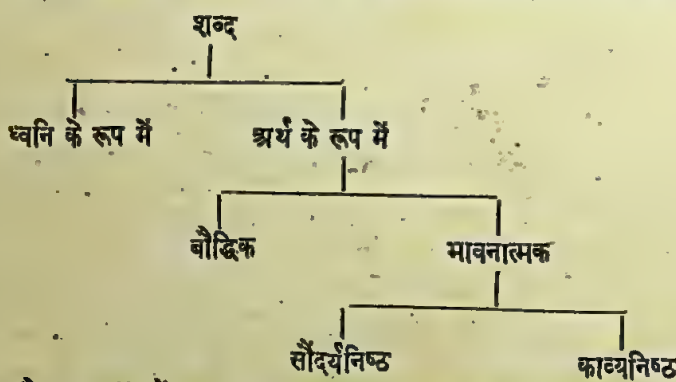 शब्द
ध्वनि के रूप में अर्थ के रूप में
बौद्धिक भावनात्मक
सौंदर्यनिष्ठ काव्यनिष्ठ